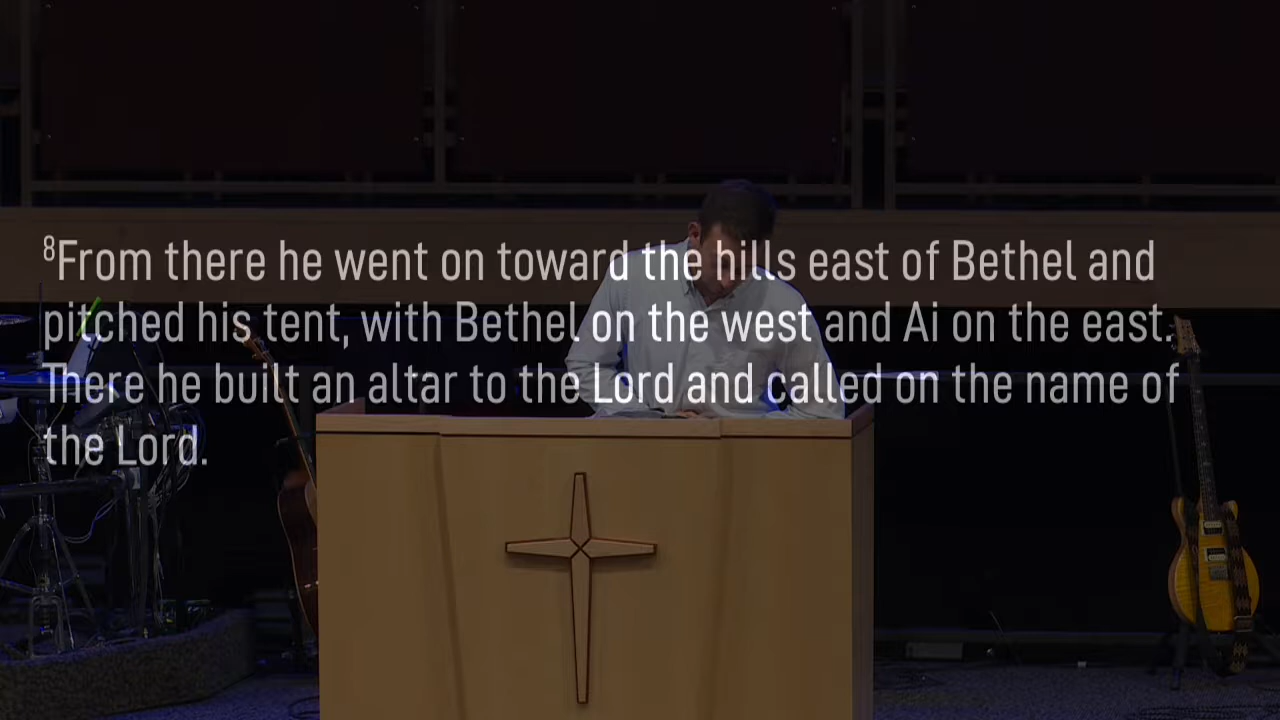 ⁸From there he went on toward the hills east of Bethel and
pitched his tent, with Bethel on the west and Ai on the east.
There he built an altar to the Lord and called on the name of
the Lord.